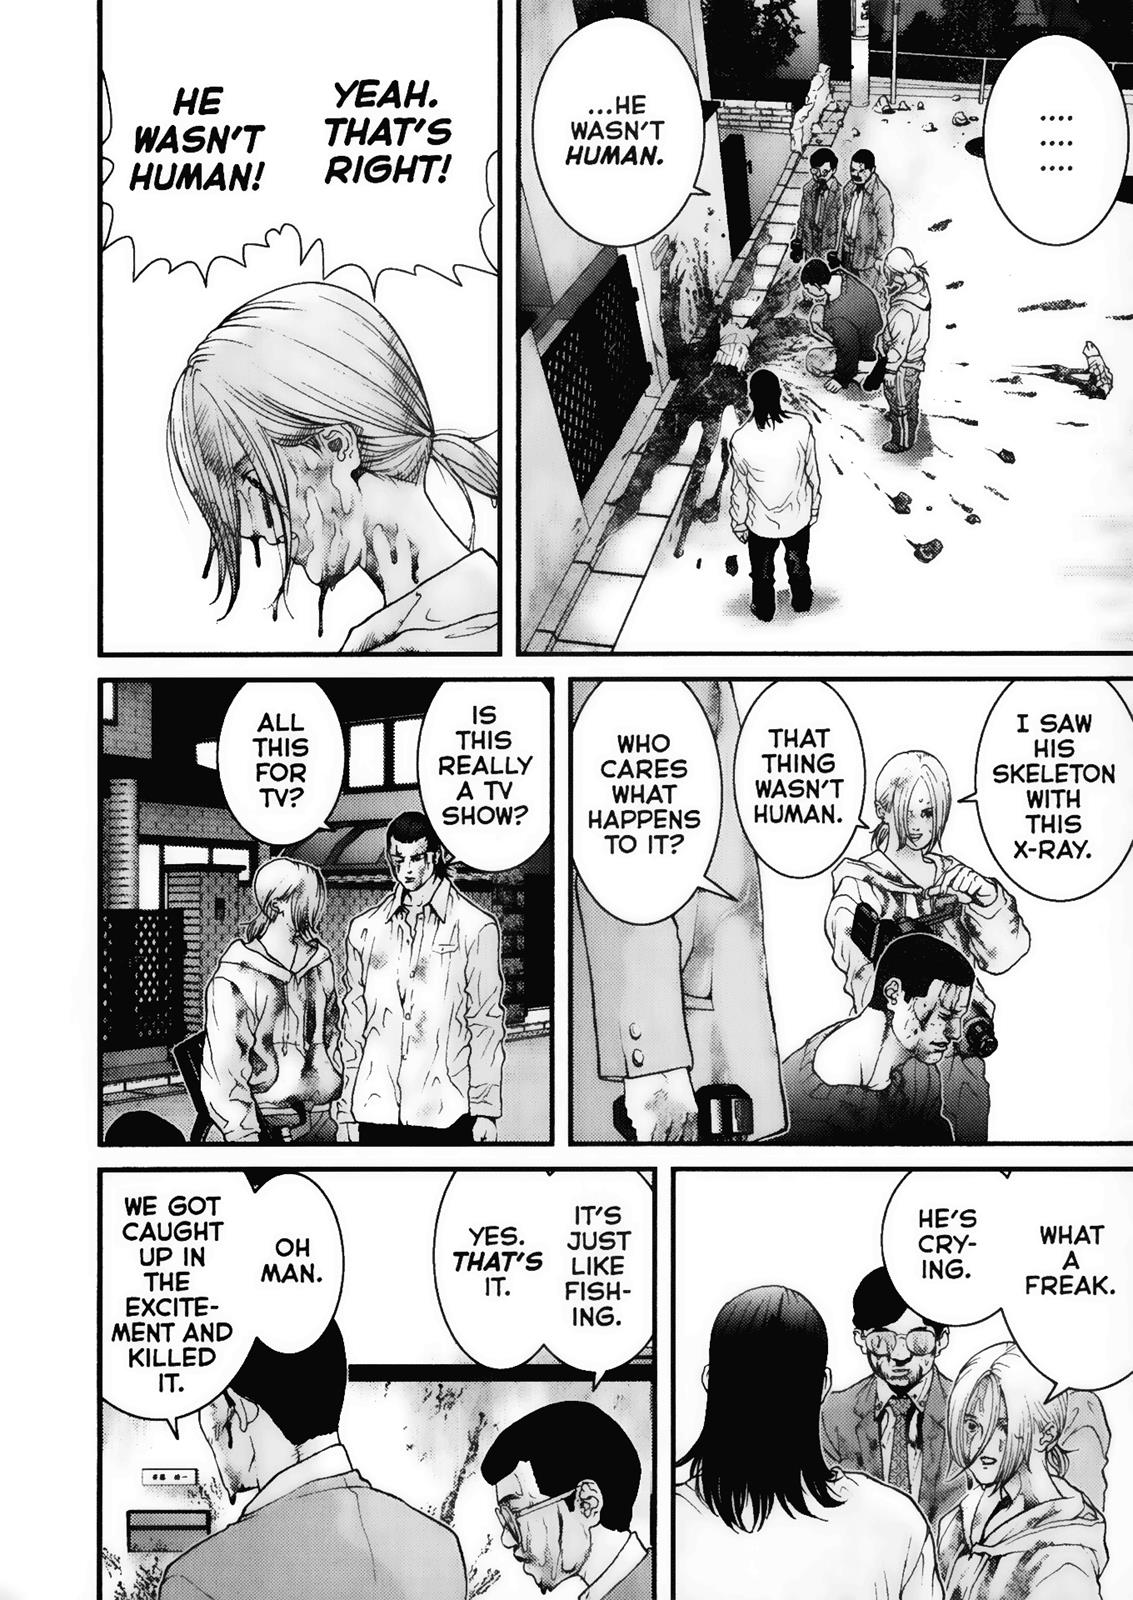 ....
....
....
...HE
WASN'T
HUMAN.
YEAH.
THAT'S
RIGHT!
HE
WASN'T
HUMAN!
I SAW
HIS
SKELETON
WITH
THIS
X-RAY.
THAT
THING
WASN'T
HUMAN.
WHO
CARES
WHAT
HAPPENS
TO IT?
IS
THIS
REALLY
A TV
SHOW?
ALL
THIS
FOR
TV?
WHAT
A
FREAK.
HE'S
CRY-
ING.
IT'S
JUST
LIKE
FISH-
ING.
YES.
THAT'S
IT.
OH
MAN.
WE GOT
CAUGHT
UP IN
THE
EXCITE-
MENT AND
KILLED
IT.